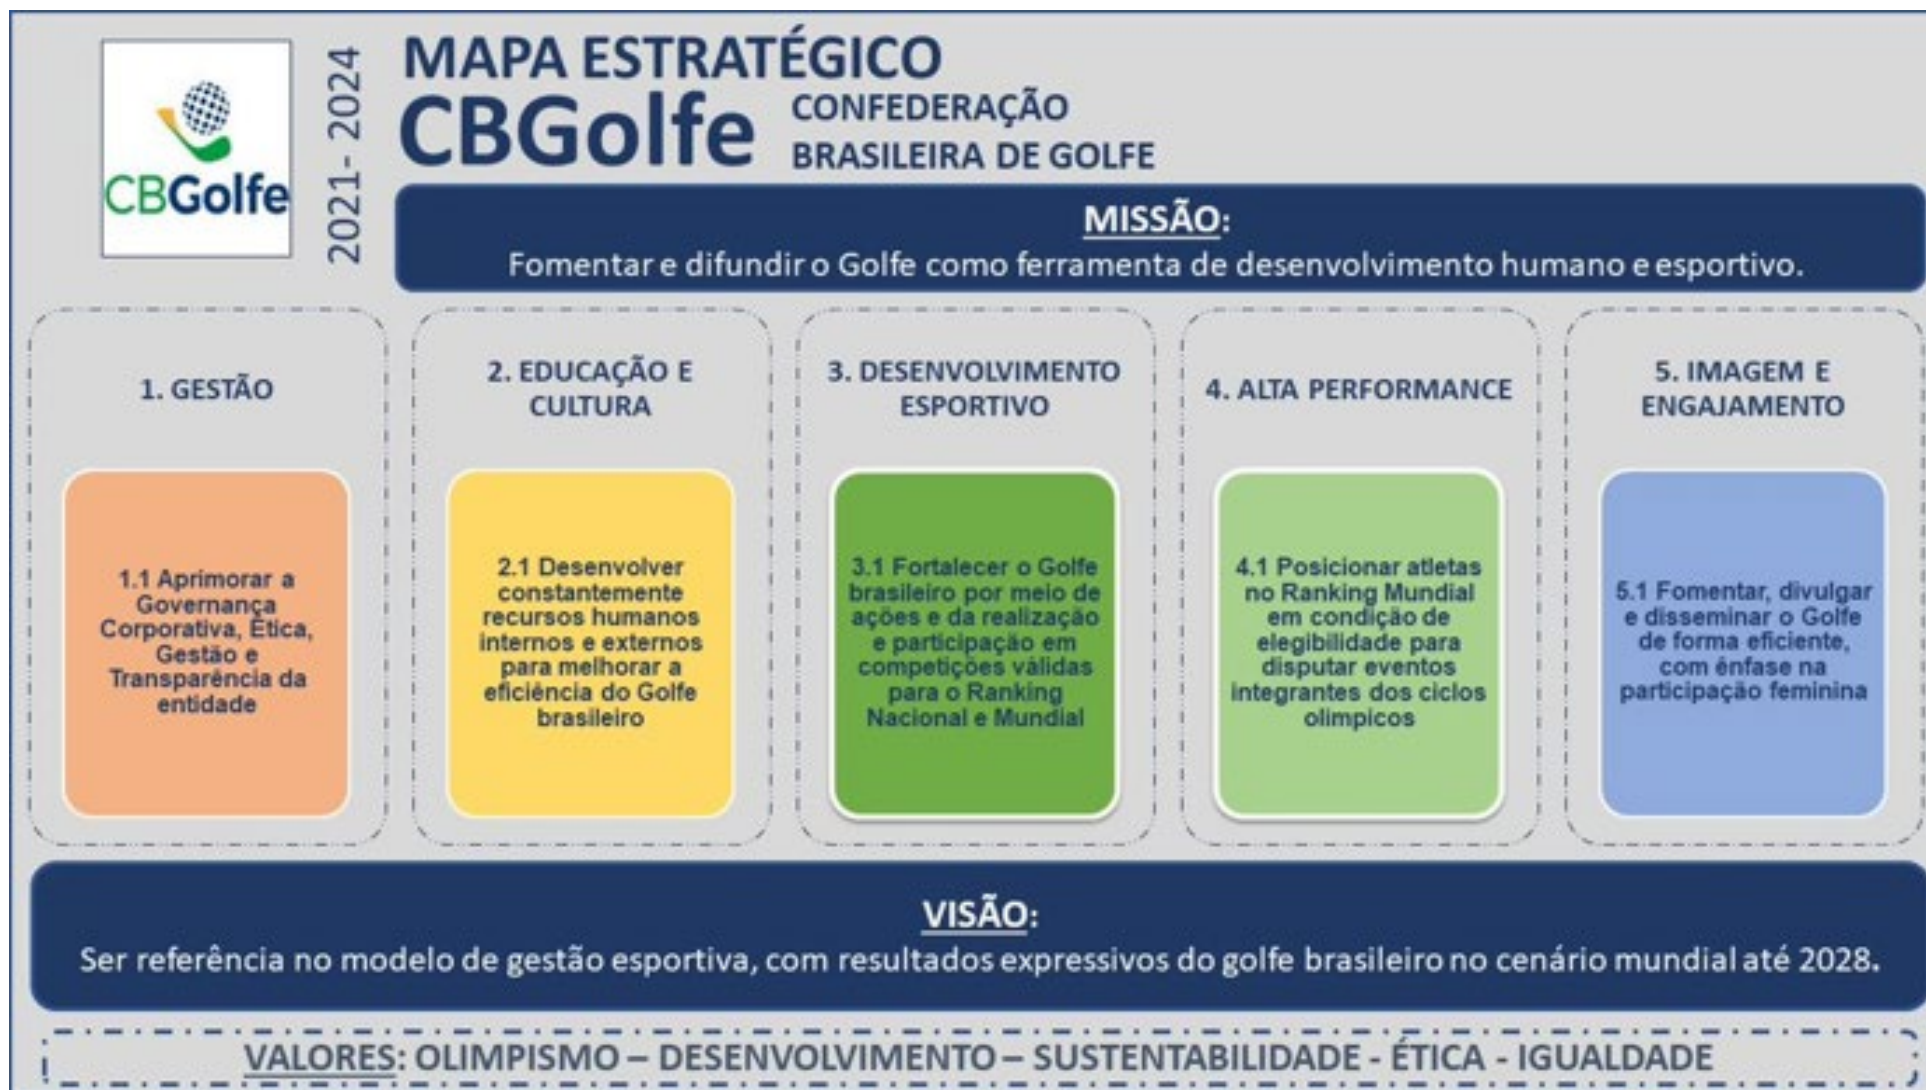 CBGolfe
2021- 2024
MAPA ESTRATÉGICO
CBGolfe
CONFEDERAÇÃO
BRASILEIRA DE GOLFE
MISSÃO:
Fomentar e difundir o Golfe como ferramenta de desenvolvimento humano e esportivo.
1. GESTÃO
1.1 Aprimorar a
Governança
Corporativa, Ética,
Gestão e
Transparência da
entidade
2. EDUCAÇÃO E
CULTURA
2.1 Desenvolver
constantemente
recursos humanos
internos e externos
para melhorar a
eficiência do Golfe
brasileiro
3. DESENVOLVIMENTO
ESPORTIVO
3.1 Fortalecer o Golfe
brasileiro por meio de
ações e da realização
e participação em
competições válidas
para o Ranking
Nacional e Mundial
4. ALTA PERFORMANCE
4.1 Posicionar atletas
no Ranking Mundial
em condição de
elegibilidade para
disputar eventos
integrantes dos ciclos
olímpicos
5. IMAGEM E
ENGAJAMENTO
5.1 Fomentar, divulgar
e disseminar o Golfe
de forma eficiente,
com ênfase na
participação feminina
VISÃO:
Ser referência no modelo de gestão esportiva, com resultados expressivos do golfe brasileiro no cenário mundial até 2028.
VALORES: OLIMPISMO – DESENVOLVIMENTO – SUSTENTABILIDADE - ÉTICA - IGUALDADE